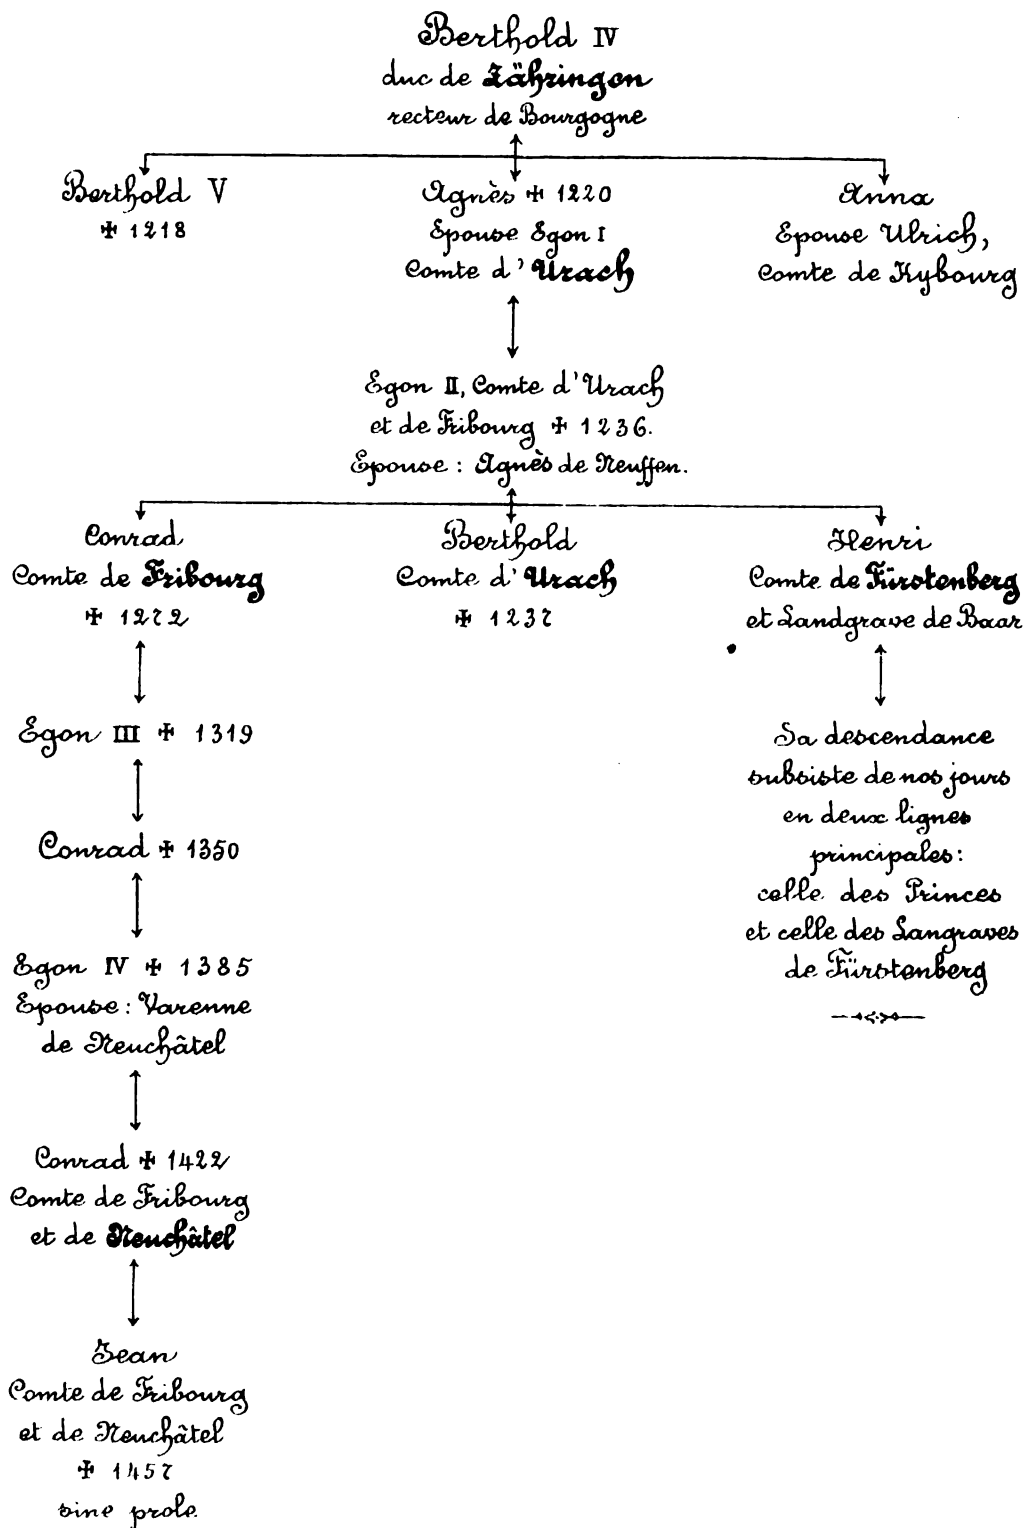 Berthold IV
duc de Zähringen
recteur de Bourgogne
Berthold V
✠ 1218
Agnès ✠ 1220
Epouse Egon I
Comte d'Urach
Anna
Epouse Ulrich,
Comte de Kybourg
Egon II, Comte d'Urach
et de Fribourg ✠ 1236.
Epouse : Agnès de Neuffen.
Conrad
Comte de Fribourg
✠ 1272
Berthold
Comte d'Urach
✠ 1237
Henri
Comte de Fürstenberg
et Landgrave de Baar
Egon III ✠ 1319
Conrad ✠ 1350
Egon IV ✠ 1385
Epouse : Varenne
de Neuchâtel
Conrad ✠ 1422
Comte de Fribourg
et de Neuchâtel
Jean
Comte de Fribourg
et de Neuchâtel
✠ 1457
sine prole.
Sa descendance
subsiste de nos jours
en deux lignes
principales :
celle des Princes
et celle des Langraves
de Fürstenberg